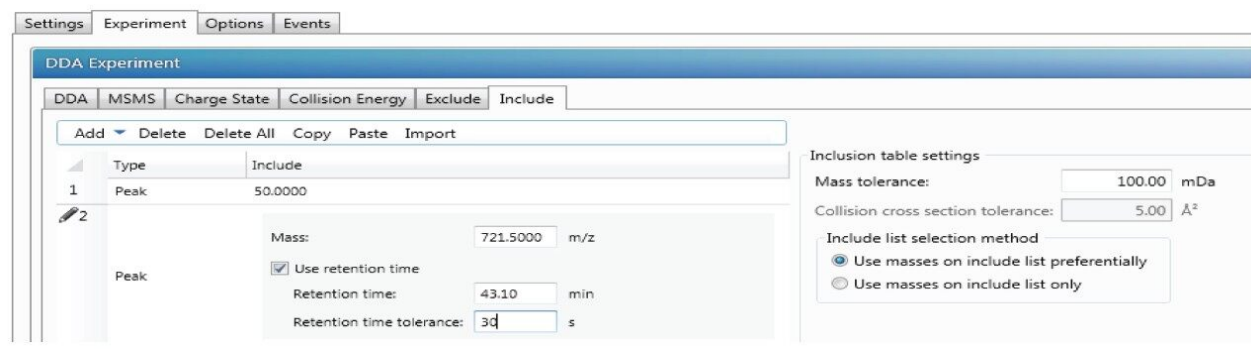 Settings Experiment Options Events
DDA Experiment
DDA MSMS Charge State Collision Energy Exclude Include
Add Delete Delete All Copy Paste Import
Type Include
1 Peak 50.0000
2
Peak
Mass: 721.5000 m/z
Use retention time
Retention time: 43.10 min
Retention time tolerance: 30 s
Inclusion table settings
Mass tolerance: 100.00 mDa
Collision cross section tolerance: 5.00 Å²
Include list selection method
Use masses on include list preferentially
Use masses on include list only